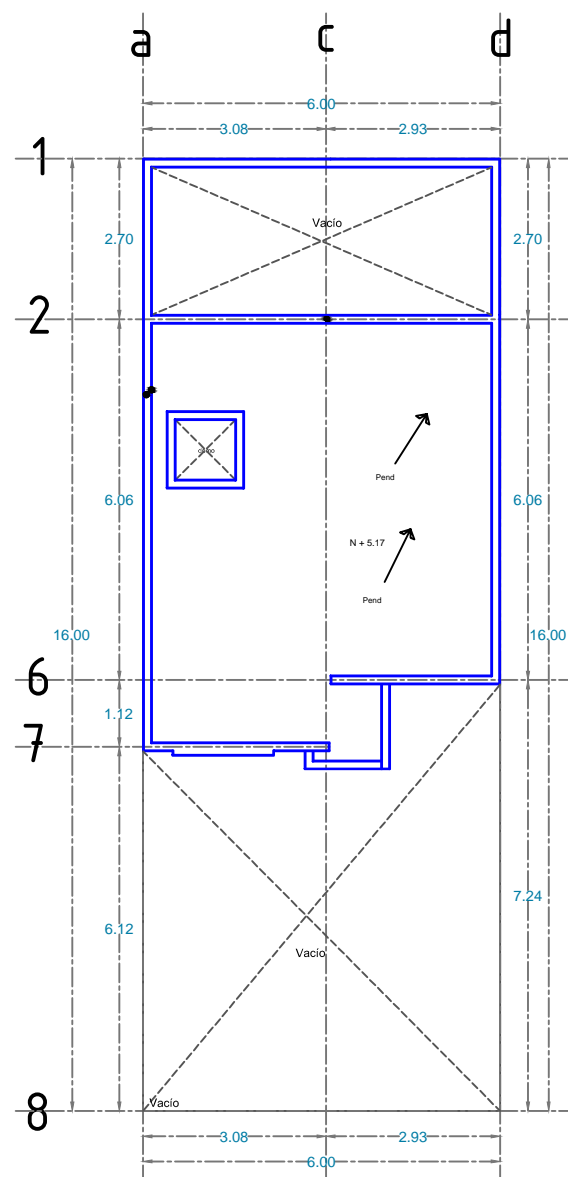 a c d
6.00
3.08 2.93
1
Vacío
2.70 2.70
2
Pend
6.06 6.06
N + 5.17
Pend
16.00 16.00
6
1.12
7
7.24
6.12
Vacío
Vacío
8
3.08 2.93
6.00